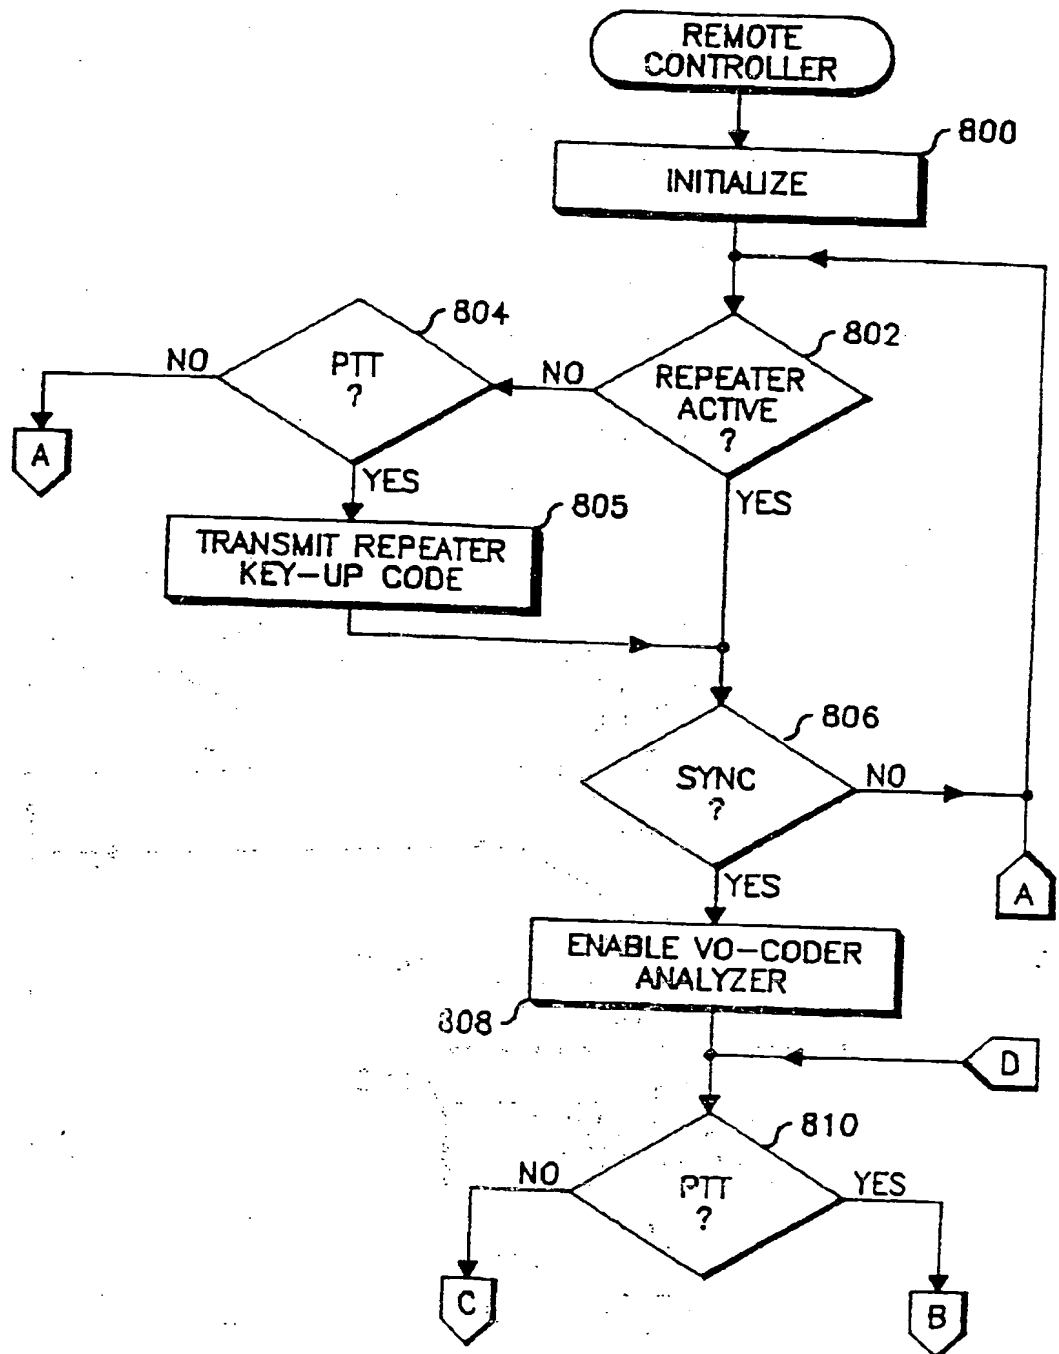 REMOTE
CONTROLLER
800
INITIALIZE
804
802
NO
PTT
?
NO
REPEATER
ACTIVE
?
A
YES
YES
805
TRANSMIT REPEATER
KEY-UP CODE
806
SYNC
?
NO
YES
A
ENABLE VO-CODER
ANALYZER
808
D
810
NO
PTT
?
YES
C
B